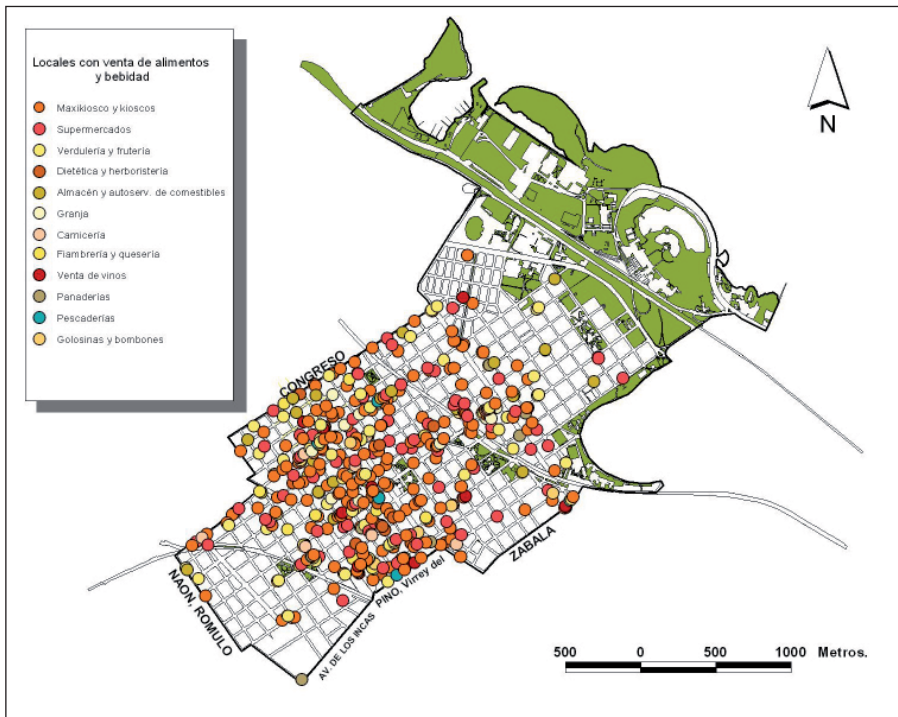 Locales con venta de alimentos
y bebidad
Maxikiosco y kioscos
Supermercados
Verdulería y frutería
Dietética y herboristería
Almacén y autoserv. de comestibles
Granja
Carnicería
Fiambrería y quesería
Venta de vinos
Panaderías
Pescaderías
Golosinas y bombones
N
CONGRESO
ZABALA
PINO, Virrey del
NAON, ROMULO
AV. DE LOS INCAS
500 0 500 1000 Metros.